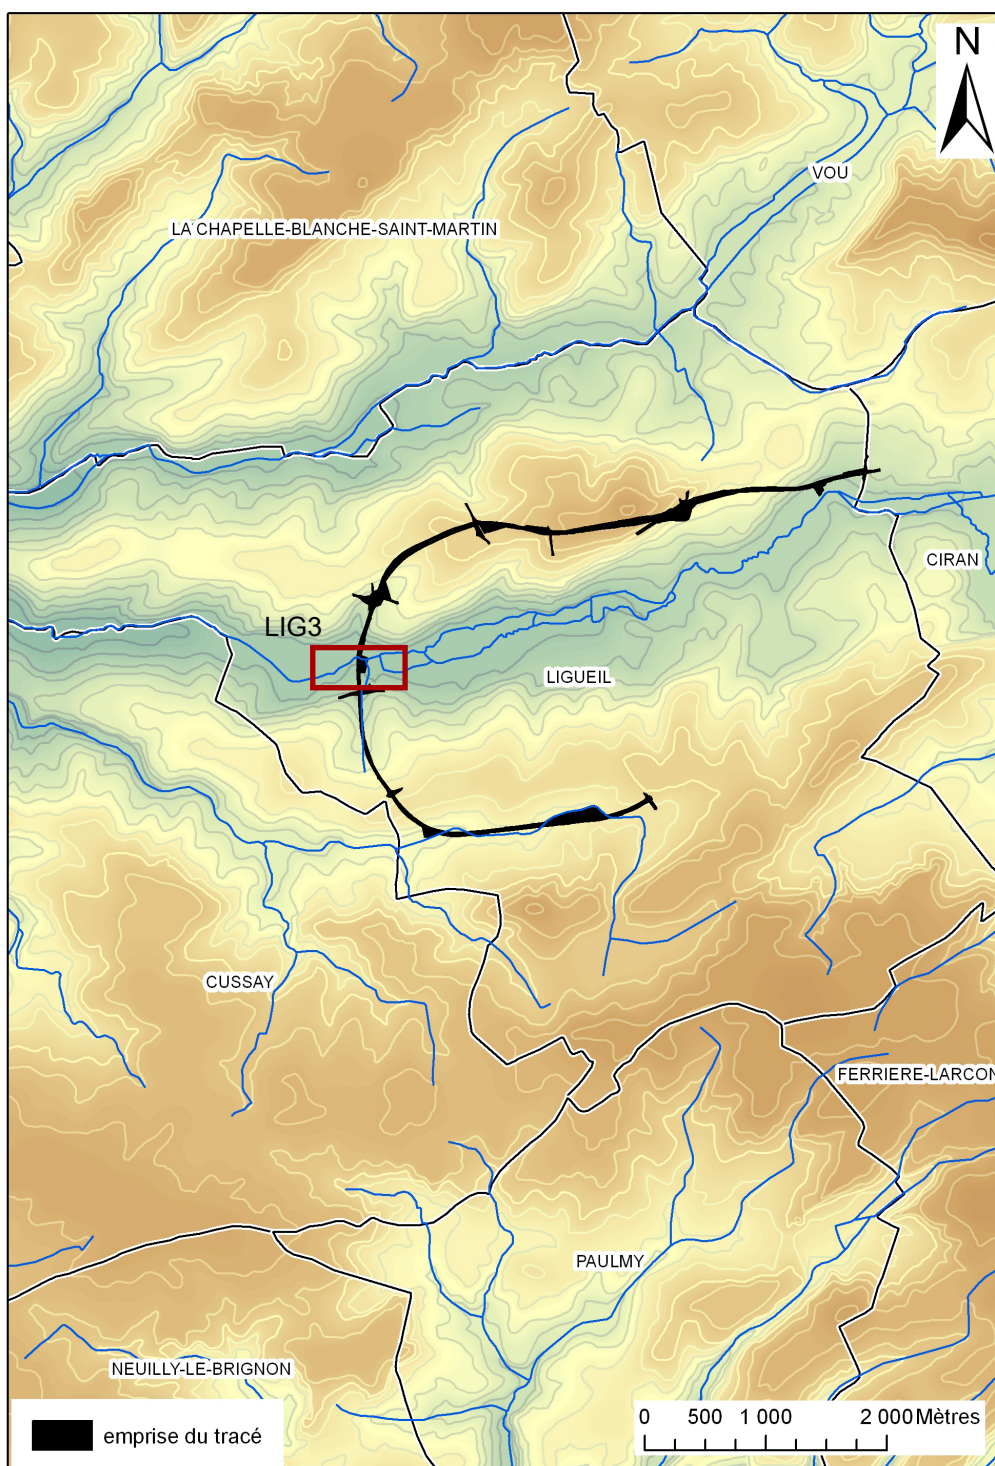 N
VOU
LA CHAPELLE-BLANCHE-SAINT-MARTIN
CIRAN
LIG3
LIGUEIL
CUSSAY
FERRIERE-LARCON
PAULMY
NEUILLY-LE-BRIGNON
emprise du tracé
0 500 1 000 2 000 Mètres